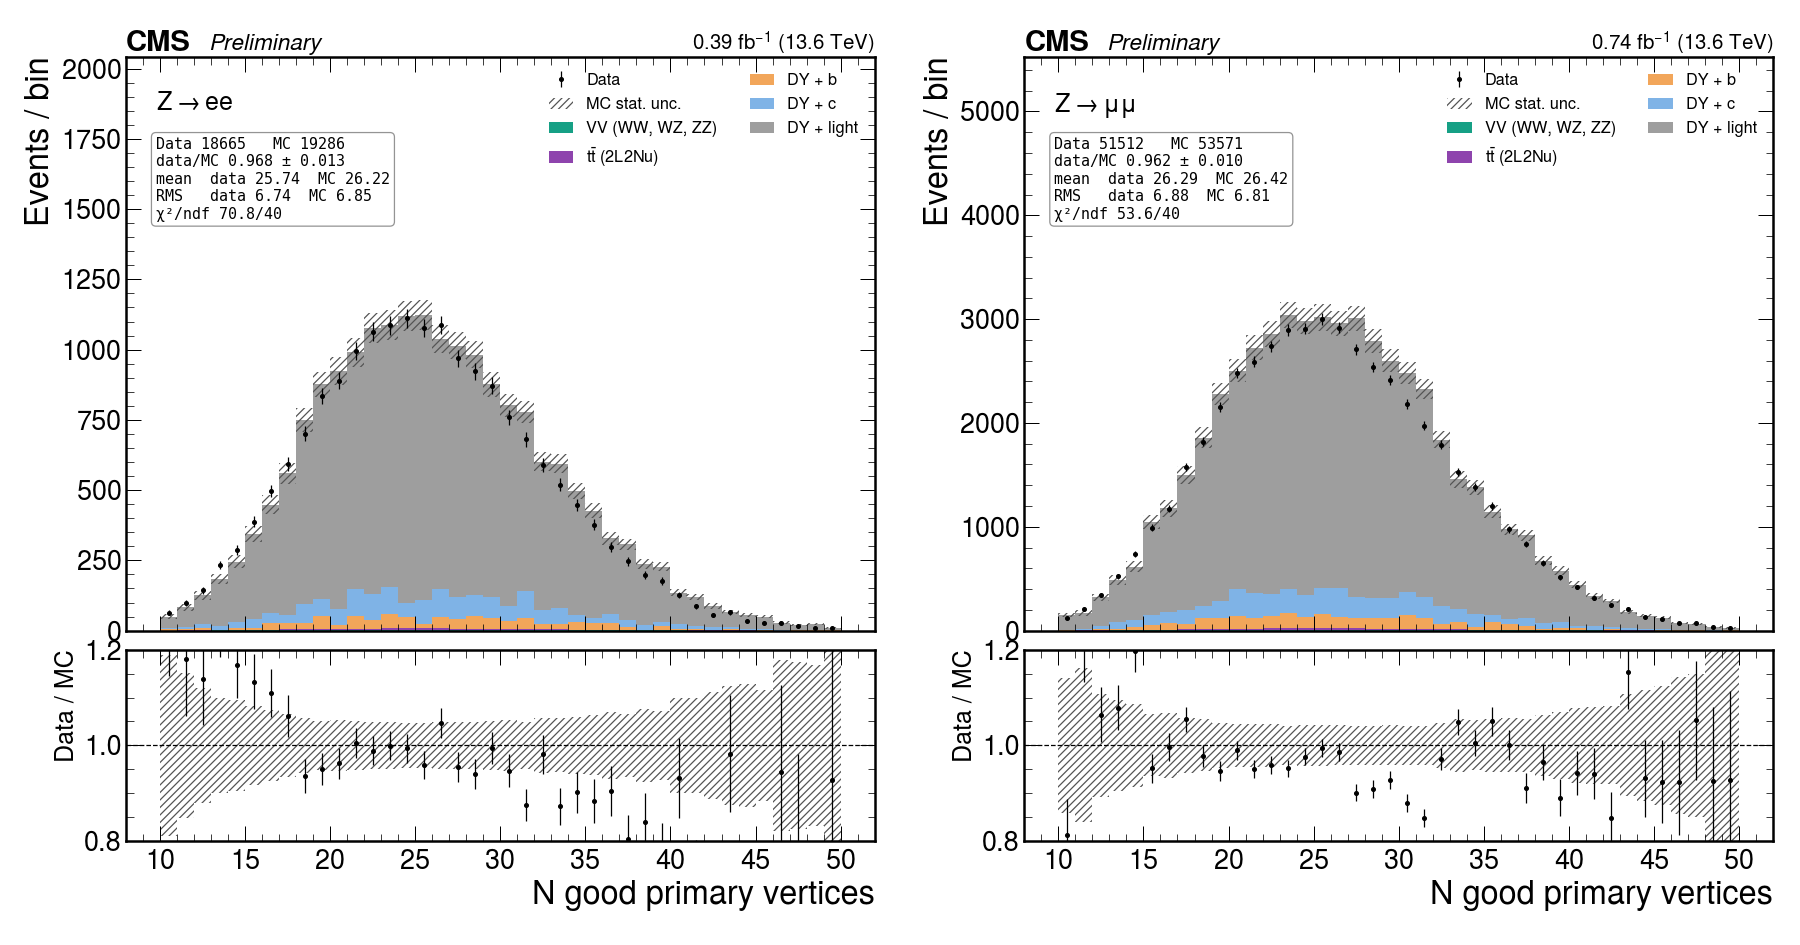 CMS Preliminary 0.39 fb⁻¹ (13.6 TeV)
Events / bin
2000
1750
1500
1250
1000
750
500
250
0
Z → ee
Data 18665   MC 19286
data/MC 0.968 ± 0.013
mean  data 25.74  MC 26.22
RMS   data 6.74  MC 6.85
χ²/ndf 70.8/40
Data
MC stat. unc.
VV (WW, WZ, ZZ)
tt̄ (2L2Nu)
DY + b
DY + c
DY + light
Data / MC
1.2
1.0
0.8
10 15 20 25 30 35 40 45 50
N good primary vertices
CMS Preliminary 0.74 fb⁻¹ (13.6 TeV)
Events / bin
5000
4000
3000
2000
1000
0
Z → μμ
Data 51512   MC 53571
data/MC 0.962 ± 0.010
mean  data 26.29  MC 26.42
RMS   data 6.88  MC 6.81
χ²/ndf 53.6/40
Data
MC stat. unc.
VV (WW, WZ, ZZ)
tt̄ (2L2Nu)
DY + b
DY + c
DY + light
Data / MC
1.2
1.0
0.8
10 15 20 25 30 35 40 45 50
N good primary vertices